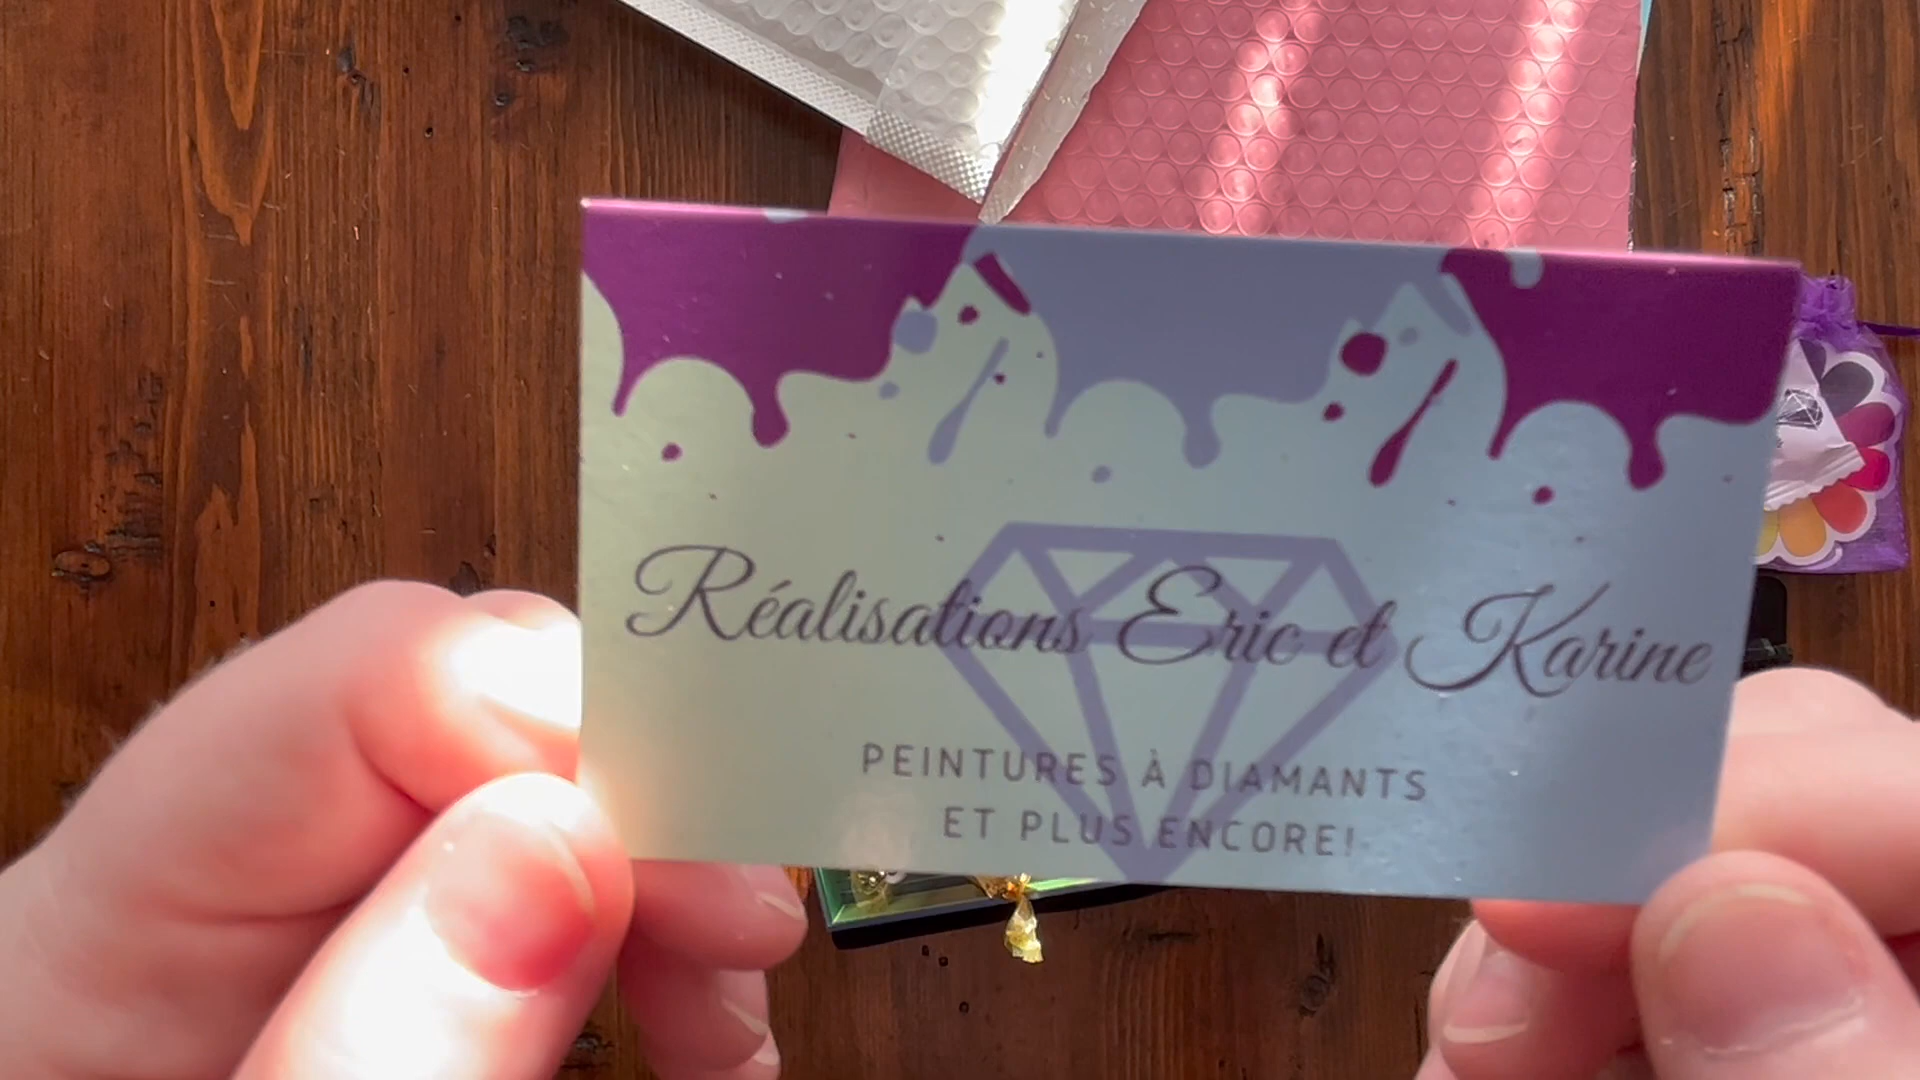 Réalisations Eric et Karine
PEINTURES À DIAMANTS
ET PLUS ENCORE!